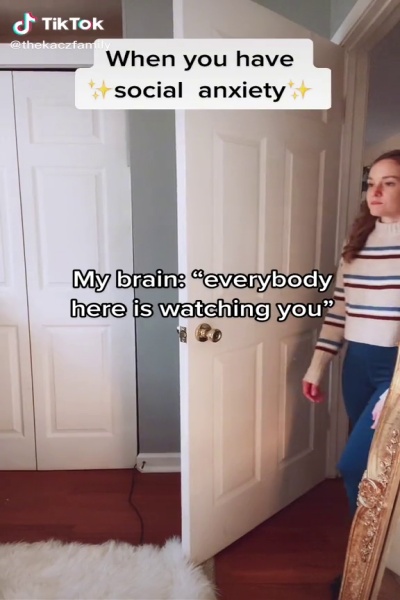 TikTok
@thekaczfamily
When you have
✨social anxiety✨
My brain: “everybody
here is watching you”